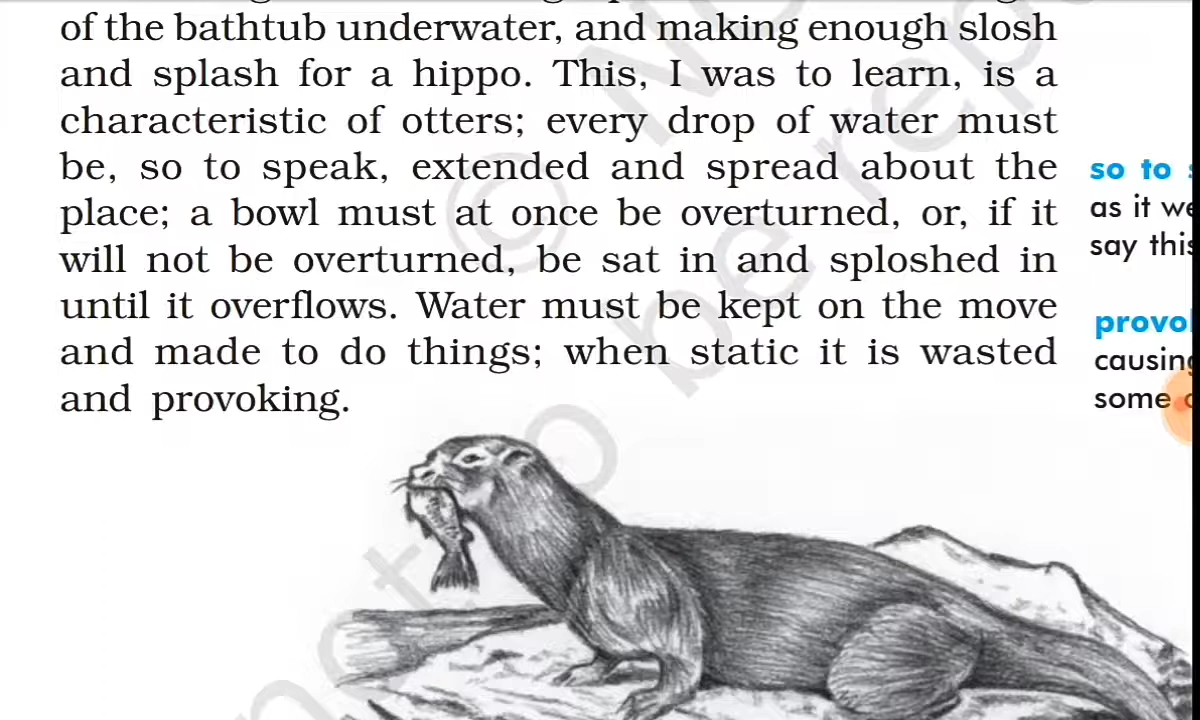 of the bathtub underwater, and making enough slosh
and splash for a hippo. This, I was to learn, is a
characteristic of otters; every drop of water must
be, so to speak, extended and spread about the
place; a bowl must at once be overturned, or, if it
will not be overturned, be sat in and sploshed in
until it overflows. Water must be kept on the move
and made to do things; when static it is wasted
and provoking.
so to
as it
say this
causing
some
©
to be